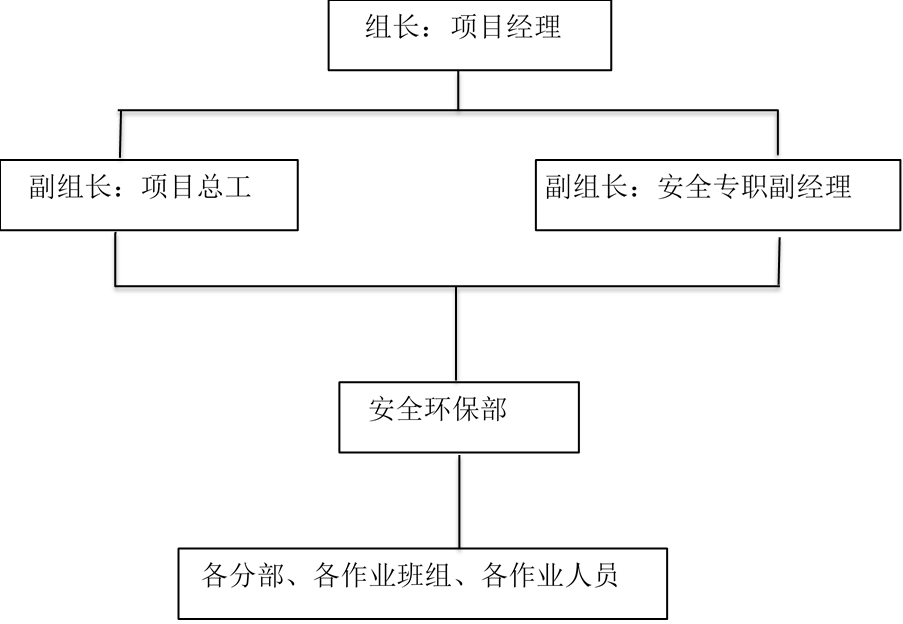 组长：项目经理
副组长：项目总工
副组长：安全专职副经理
安全环保部
各分部、各作业班组、各作业人员